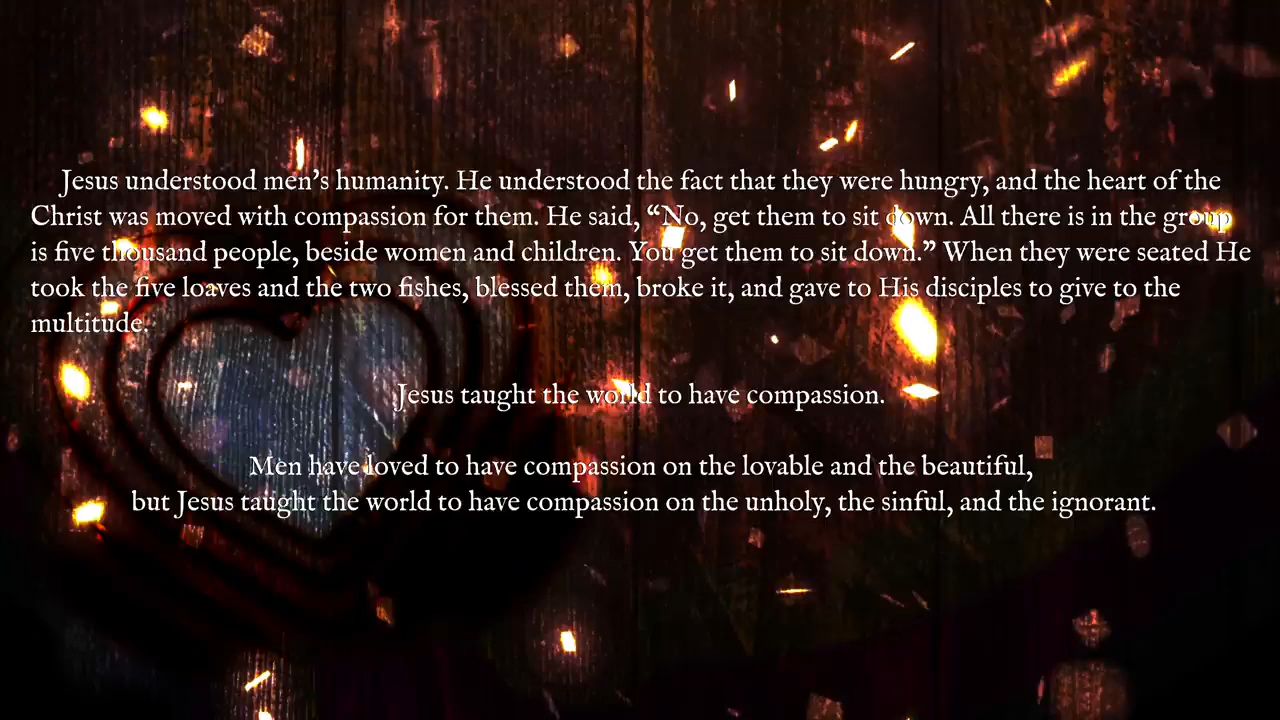 Jesus understood men’s humanity. He understood the fact that they were hungry, and the heart of the
Christ was moved with compassion for them. He said, “No, get them to sit down. All there is in the group
is five thousand people, beside women and children. You get them to sit down.” When they were seated He
took the five loaves and the two fishes, blessed them, broke it, and gave to His disciples to give to the
multitude.
Jesus taught the world to have compassion.
Men have loved to have compassion on the lovable and the beautiful,
but Jesus taught the world to have compassion on the unholy, the sinful, and the ignorant.